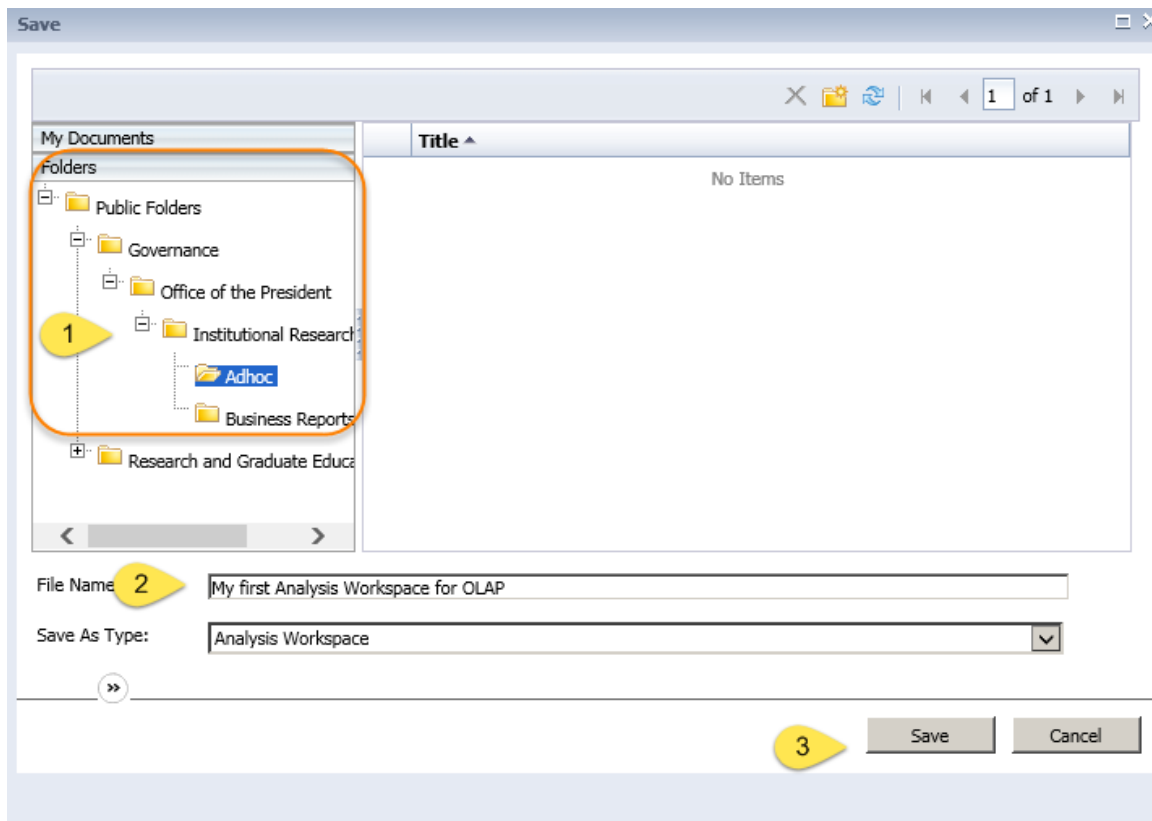 Save
1 of 1
My Documents
Title
Folders
No Items
Public Folders
Governance
Office of the President
1
Institutional Research
Adhoc
Business Reports
Research and Graduate Educa
File Name
2
My first Analysis Workspace for OLAP
Save As Type:
Analysis Workspace
3
Save
Cancel